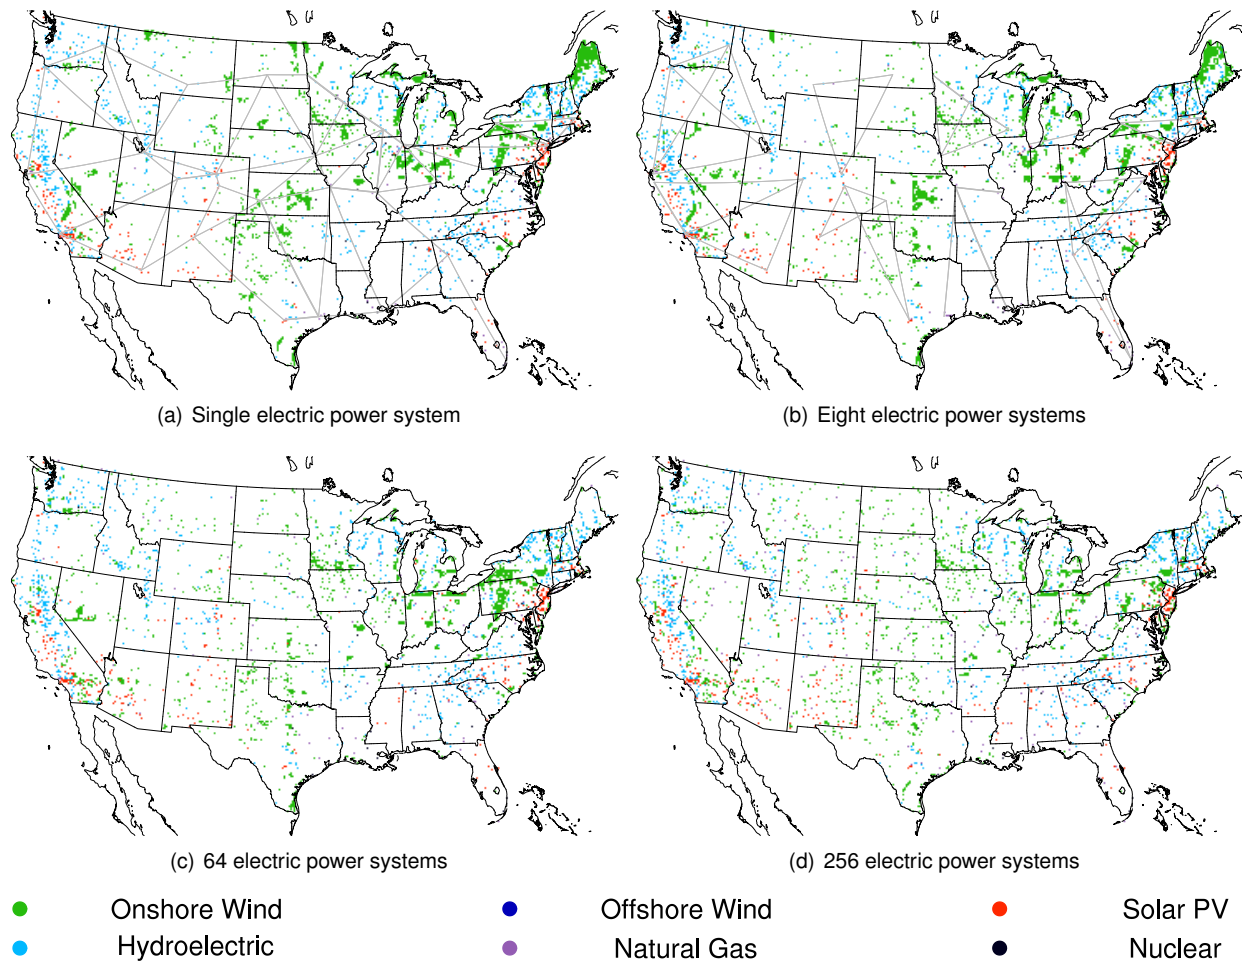 (a) Single electric power system
(b) Eight electric power systems
(c) 64 electric power systems
(d) 256 electric power systems
Onshore Wind
Offshore Wind
Solar PV
Hydroelectric
Natural Gas
Nuclear